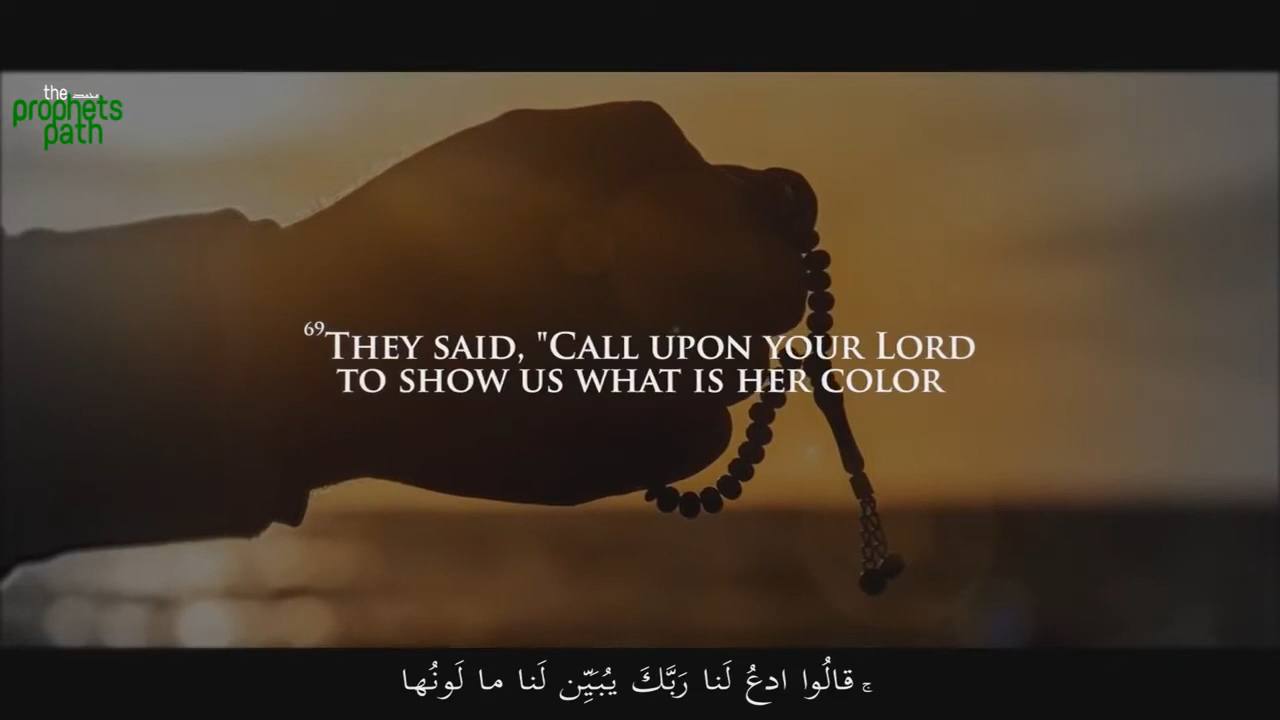 the
prophets
path
69They said, "Call upon your Lord
to show us what is her color
ۚ قالُوا ادعُ لَنا رَبَّكَ يُبَيِّن لَنا ما لَونُها